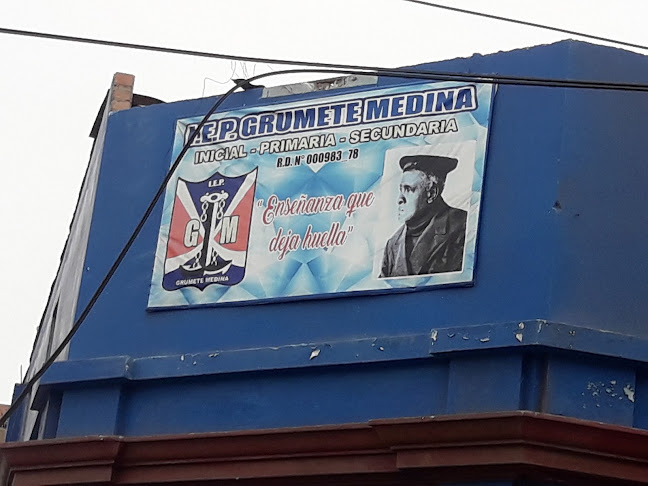 I.E.P. GRUMETE MEDINA
INICIAL - PRIMARIA - SECUNDARIA
R.D. N° 000983 78
I.E.P.
G M
GRUMETE MEDINA
"Enseñanza que
deja huella"